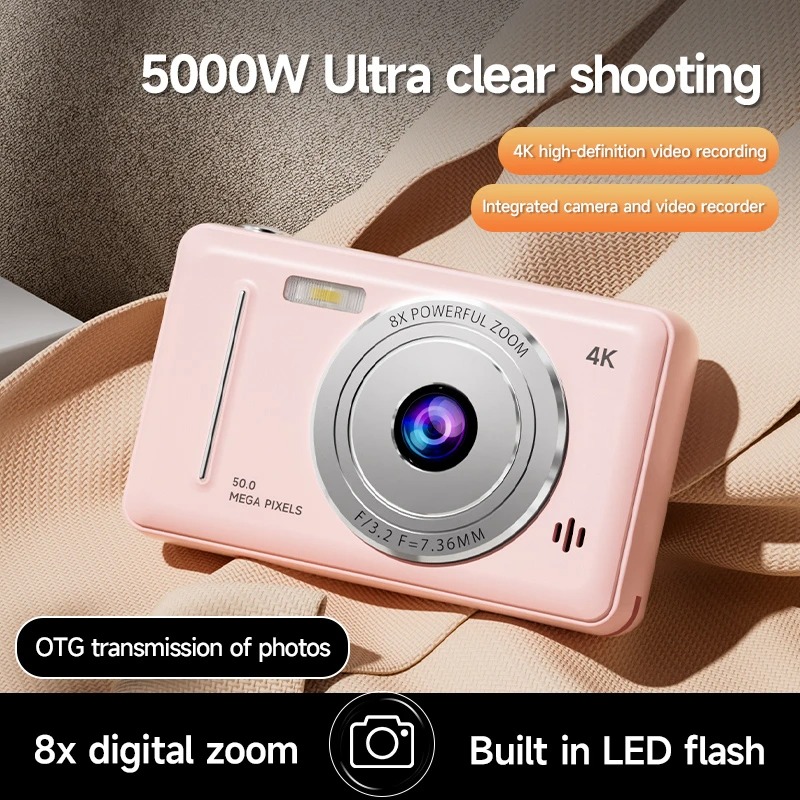 5000W Ultra clear shooting
4K high-definition video recording
Integrated camera and video recorder
8X POWERFUL ZOOM
4K
50.0
MEGA PIXELS
F/3.2 F=7.36MM
OTG transmission of photos
8x digital zoom
Built in LED flash